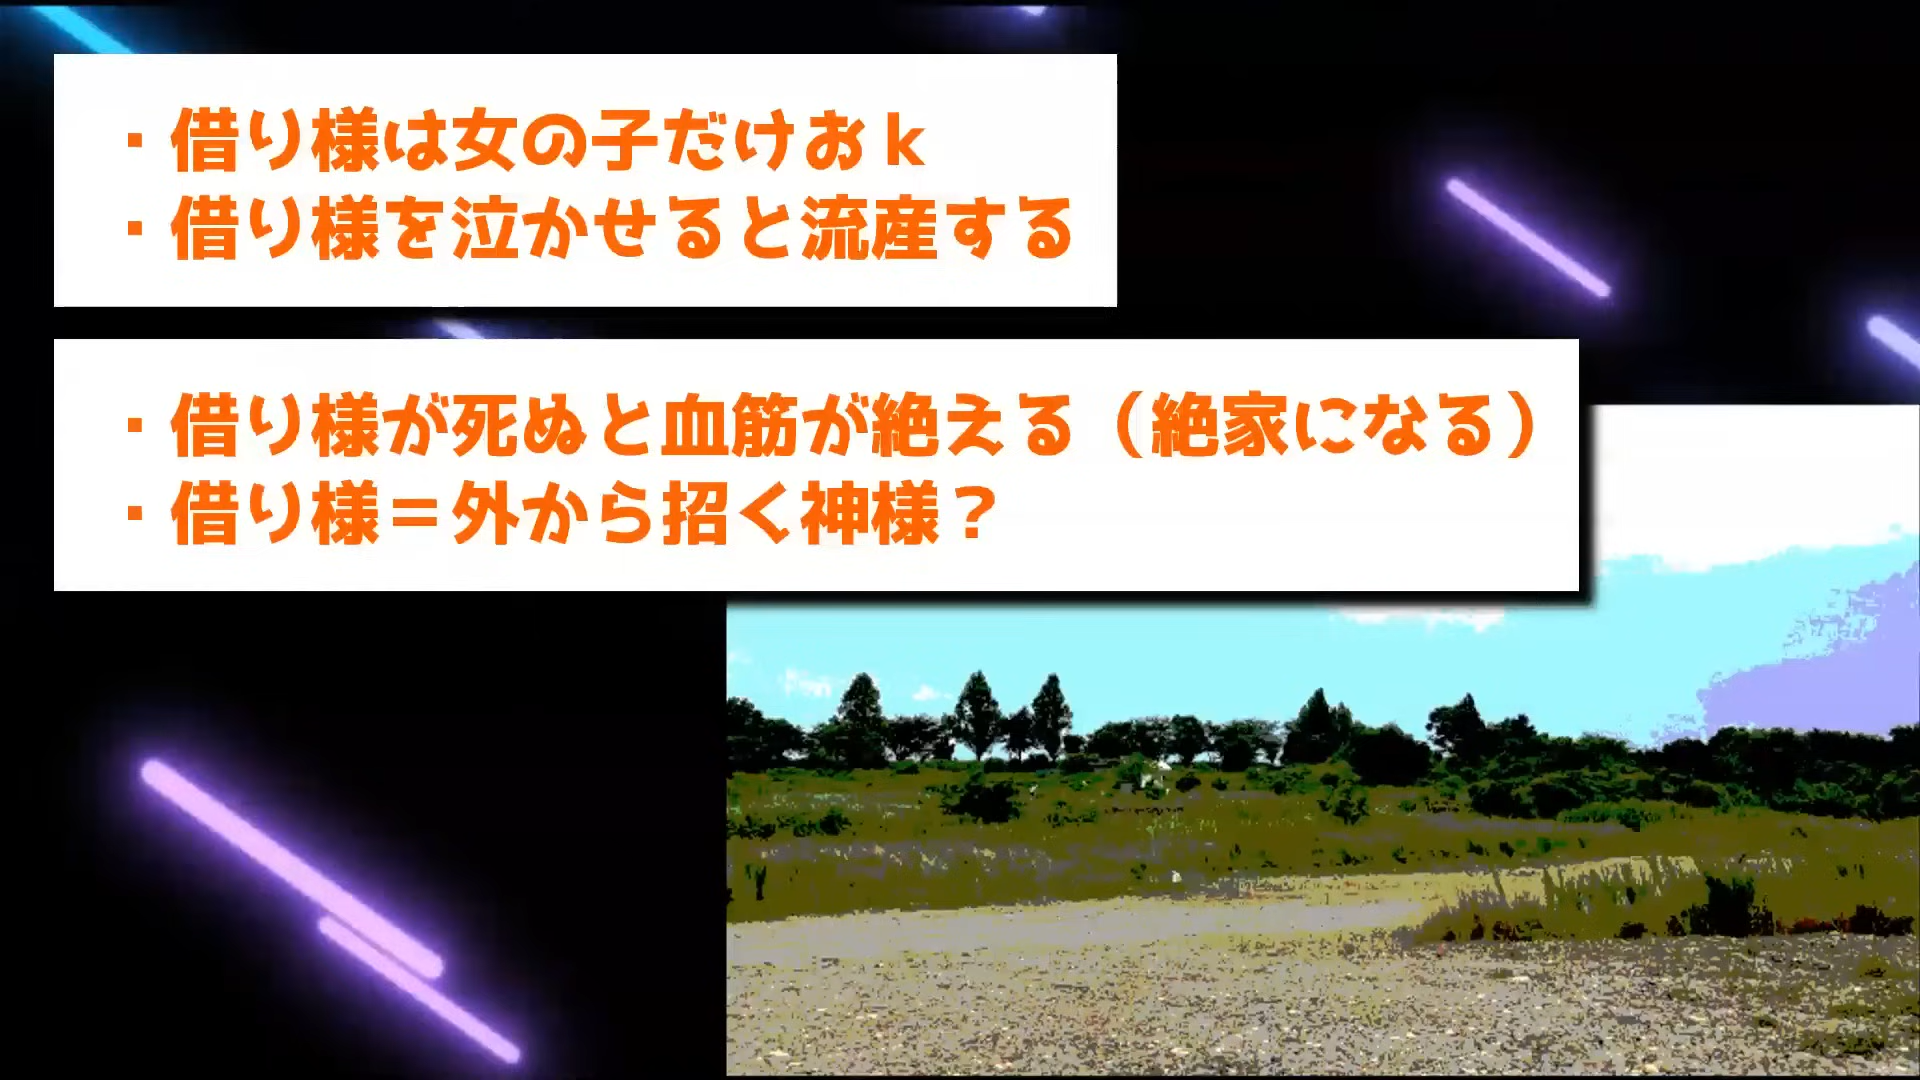 ・借り様は女の子だけおｋ
・借り様を泣かせると流産する
・借り様が死ぬと血筋が絶える（絶家になる）
・借り様＝外から招く神様？